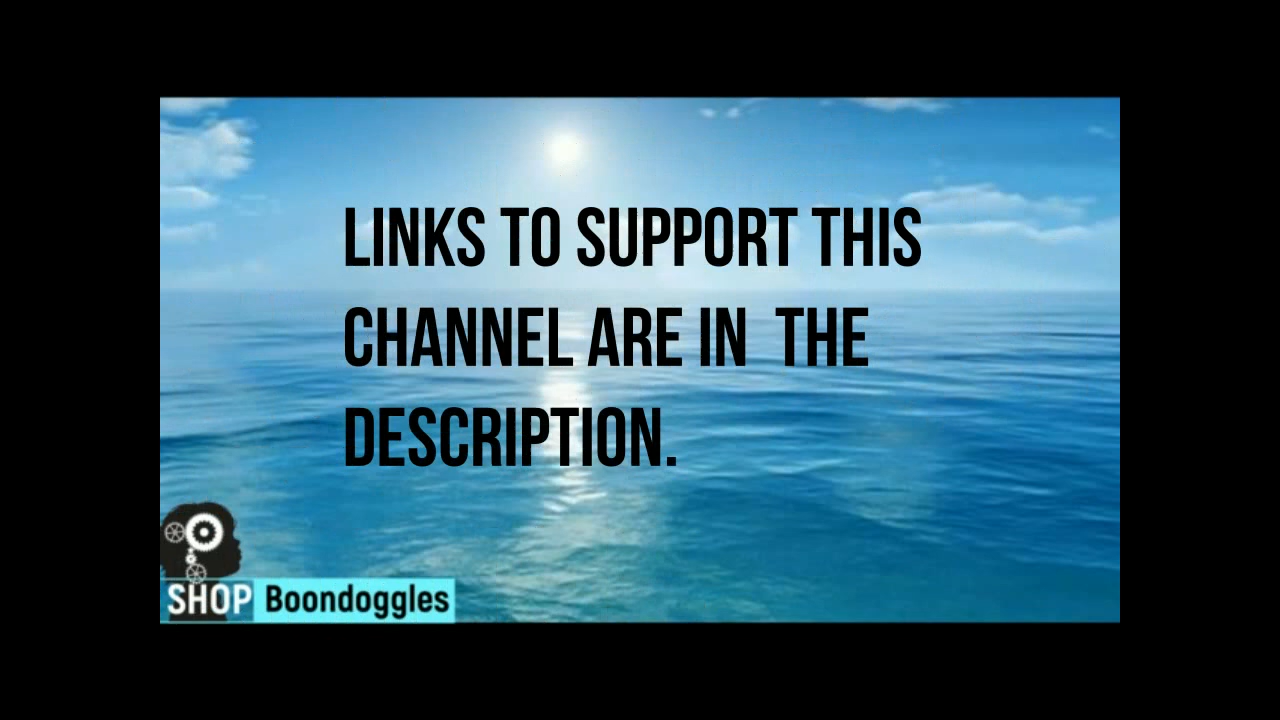 LINKS TO SUPPORT THIS
CHANNEL ARE IN THE
DESCRIPTION.
SHOP Boondoggles